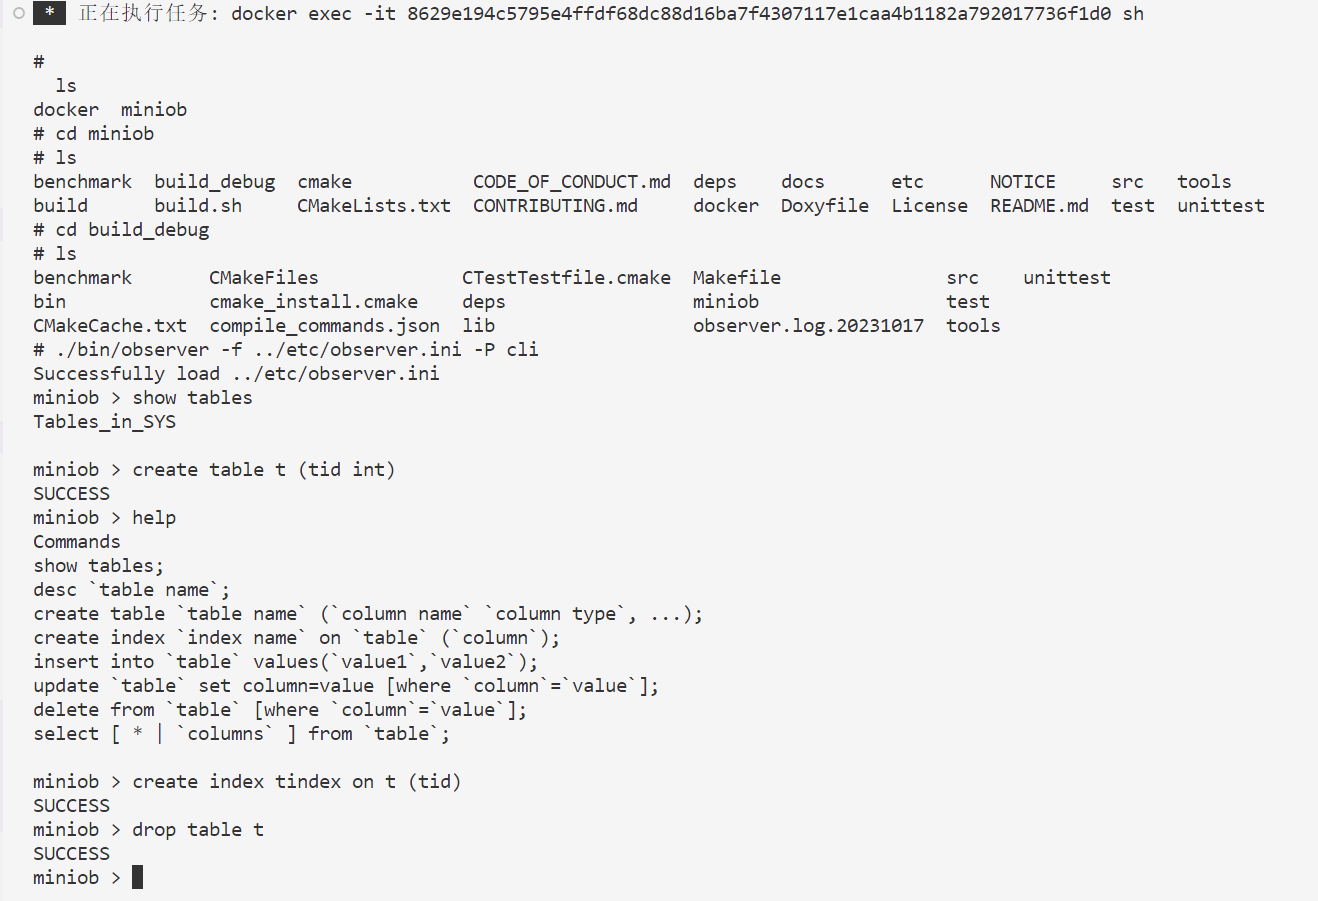 * 正在执行任务: docker exec -it 8629e194c5795e4ffdf68dc88d16ba7f4307117e1caa4b1182a792017736f1d0 sh
#
  ls
docker  miniob
# cd miniob
# ls
benchmark  build_debug  cmake           CODE_OF_CONDUCT.md  deps    docs      etc      NOTICE     src   tools
build      build.sh     CMakeLists.txt  CONTRIBUTING.md     docker  Doxyfile  License  README.md  test  unittest
# cd build_debug
# ls
benchmark       CMakeFiles             CTestTestfile.cmake  Makefile               src    unittest
bin             cmake_install.cmake    deps                 miniob                 test
CMakeCache.txt  compile_commands.json  lib                  observer.log.20231017  tools
# ./bin/observer -f ../etc/observer.ini -P cli
Successfully load ../etc/observer.ini
miniob > show tables
Tables_in_SYS
miniob > create table t (tid int)
SUCCESS
miniob > help
Commands
show tables;
desc `table name`;
create table `table name` (`column name` `column type`, ...);
create index `index name` on `table` (`column`);
insert into `table` values(`value1`,`value2`);
update `table` set column=value [where `column`=`value`];
delete from `table` [where `column`=`value`];
select [ * | `columns` ] from `table`;
miniob > create index tindex on t (tid)
SUCCESS
miniob > drop table t
SUCCESS
miniob >